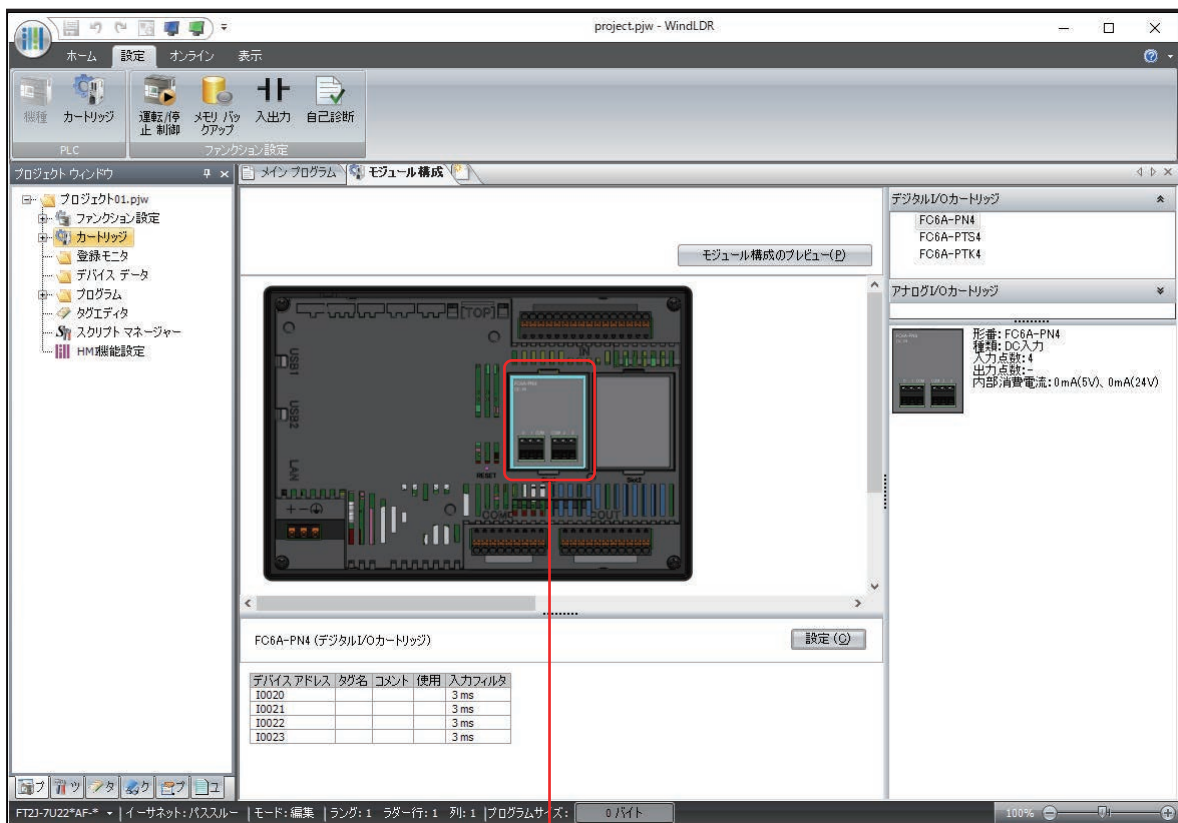 project.pjw - WindLDR
ホーム 設定 オンライン 表示
機種 カートリッジ 運転/停止 制御 メモリ バックアップ 入出力 自己診断
PLC ファンクション設定
プロジェクト ウィンドウ
メイン プログラム モジュール構成
プロジェクト01.pjw
ファンクション設定
カートリッジ
登録モニタ
デバイス データ
プログラム
タグエディタ
スクリプト マネージャー
HMI機能設定
モジュール構成のプレビュー(P)
[TOP]
IN
USB1
USB2
LAN
FC6A-PN4
RESET
Slot2
COM
OUT
+ -
FC6A-PN4 (デジタルI/Oカートリッジ)
設定(C)
デバイス アドレス タグ名 コメント 使用 入力フィルタ
I0020 3 ms
I0021 3 ms
I0022 3 ms
I0023 3 ms
デジタルI/Oカートリッジ
FC6A-PN4
FC6A-PTS4
FC6A-PTK4
アナログI/Oカートリッジ
形番: FC6A-PN4
種類: DC入力
入力点数: 4
出力点数: -
内部消費電流: 0mA(5V)、0mA(24V)
プ ツ タ ク プ ユ
FT2J-7U22*AF-* イーサネット: パススルー モード: 編集 ラング: 1 ラダー行: 1 列: 1 プログラムサイズ: 0 バイト 100%